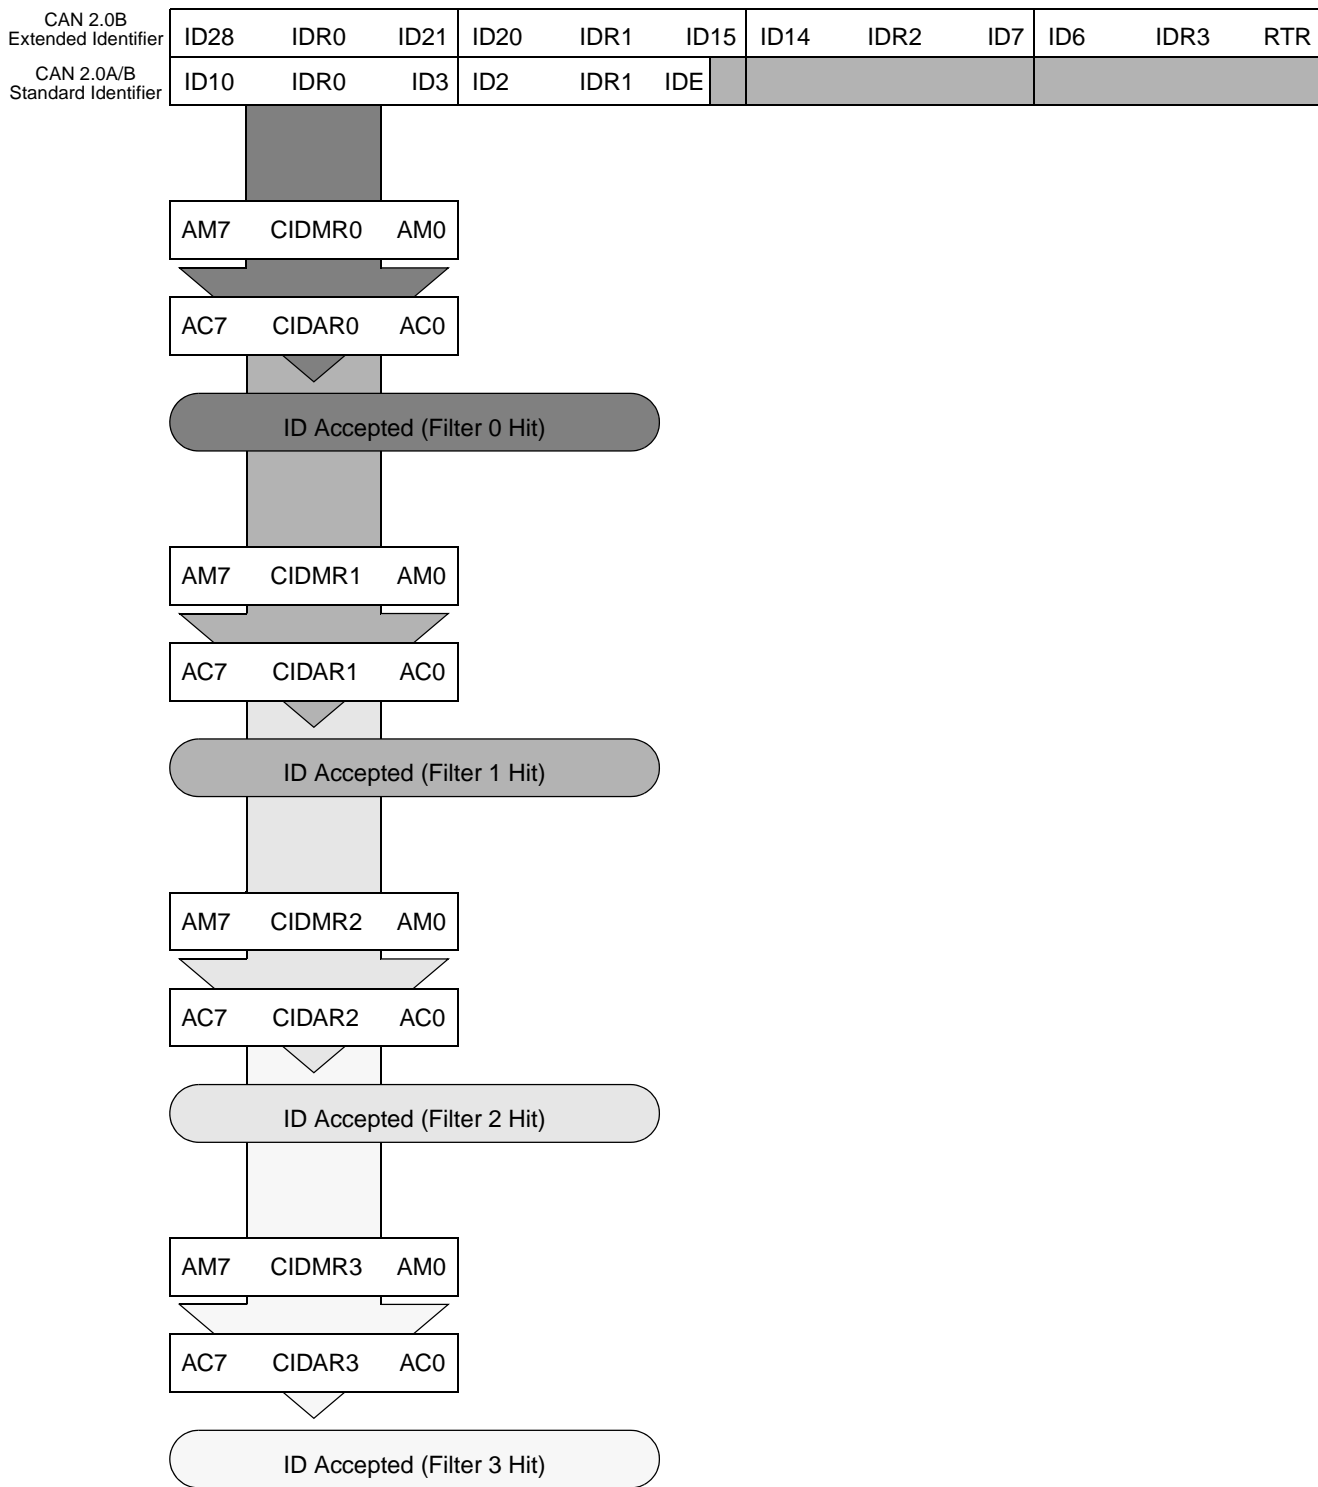 CAN 2.0B
Extended Identifier
ID28 IDR0 ID21 ID20 IDR1 ID15 ID14 IDR2 ID7 ID6 IDR3 RTR
CAN 2.0A/B
Standard Identifier
ID10 IDR0 ID3 ID2 IDR1 IDE
AM7 CIDMR0 AM0
AC7 CIDAR0 AC0
ID Accepted (Filter 0 Hit)
AM7 CIDMR1 AM0
AC7 CIDAR1 AC0
ID Accepted (Filter 1 Hit)
AM7 CIDMR2 AM0
AC7 CIDAR2 AC0
ID Accepted (Filter 2 Hit)
AM7 CIDMR3 AM0
AC7 CIDAR3 AC0
ID Accepted (Filter 3 Hit)